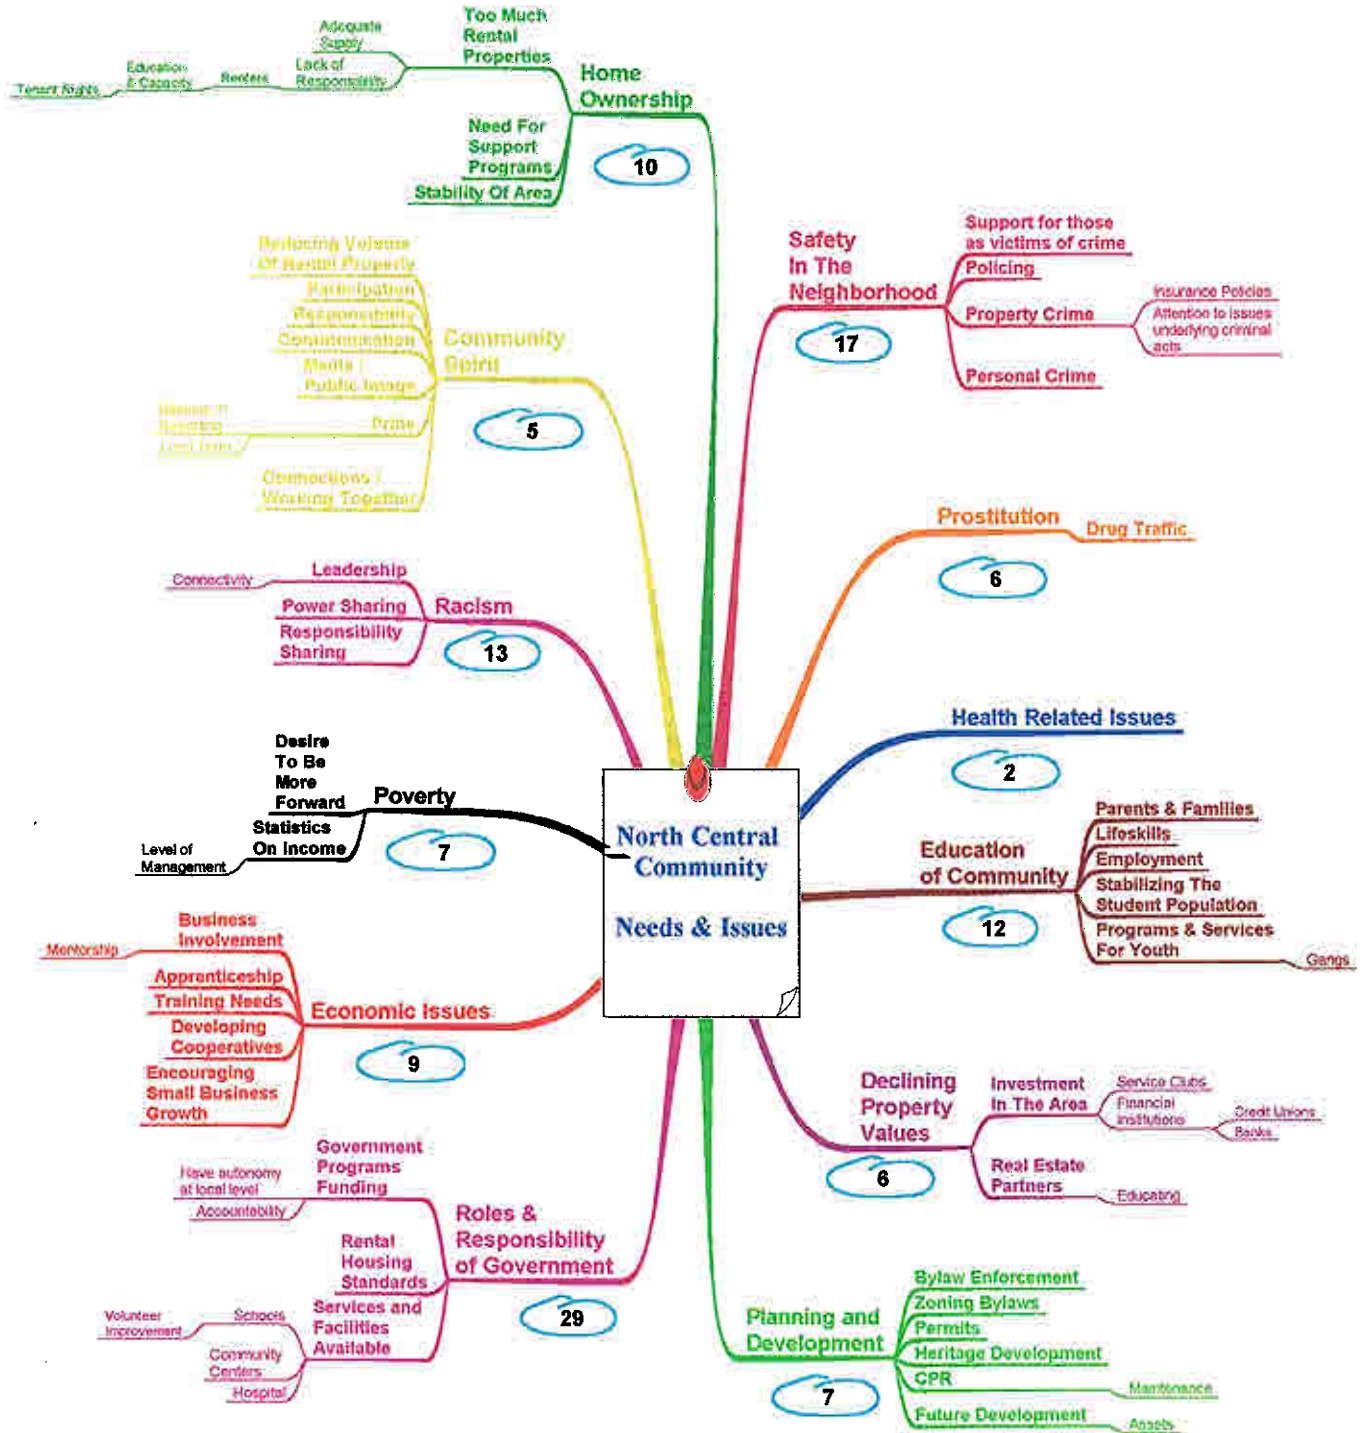 North Central
Community
Needs & Issues
Home
Ownership
10
Too Much
Rental
Properties
Adequate
Supply
Lack of
Responsibility
Renters
Education
& Capacity
Tenant Rights
Need For
Support
Programs
Stability Of Area
Safety
In The
Neighborhood
17
Support for those
as victims of crime
Policing
Property Crime
Insurance Policies
Attention to issues
underlying criminal
acts
Personal Crime
Community
Spirit
5
Reducing Volume
Of Rental Property
Participation
Responsibility
Communication
Media /
Public Image
Pride
Connections /
Working Together
Prostitution
6
Drug Traffic
Racism
13
Leadership
Connectivity
Power Sharing
Responsibility
Sharing
Health Related Issues
2
Poverty
7
Desire
To Be
More
Forward
Statistics
On Income
Level of
Management
Education
of Community
12
Parents & Families
Lifeskills
Employment
Stabilizing The
Student Population
Programs & Services
For Youth
Gangs
Economic Issues
9
Business
Involvement
Mentorship
Apprenticeship
Training Needs
Developing
Cooperatives
Encouraging
Small Business
Growth
Declining
Property
Values
6
Investment
In The Area
Service Clubs
Financial
Institutions
Credit Unions
Banks
Real Estate
Partners
Educating
Roles &
Responsibility
of Government
29
Government
Programs
Funding
Have autonomy
at local level
Accountability
Rental
Housing
Standards
Services and
Facilities
Available
Schools
Volunteer
Improvement
Community
Centers
Hospital
Planning and
Development
7
Bylaw Enforcement
Zoning Bylaws
Permits
Heritage Development
CPR
Maintenance
Future Development
Assets